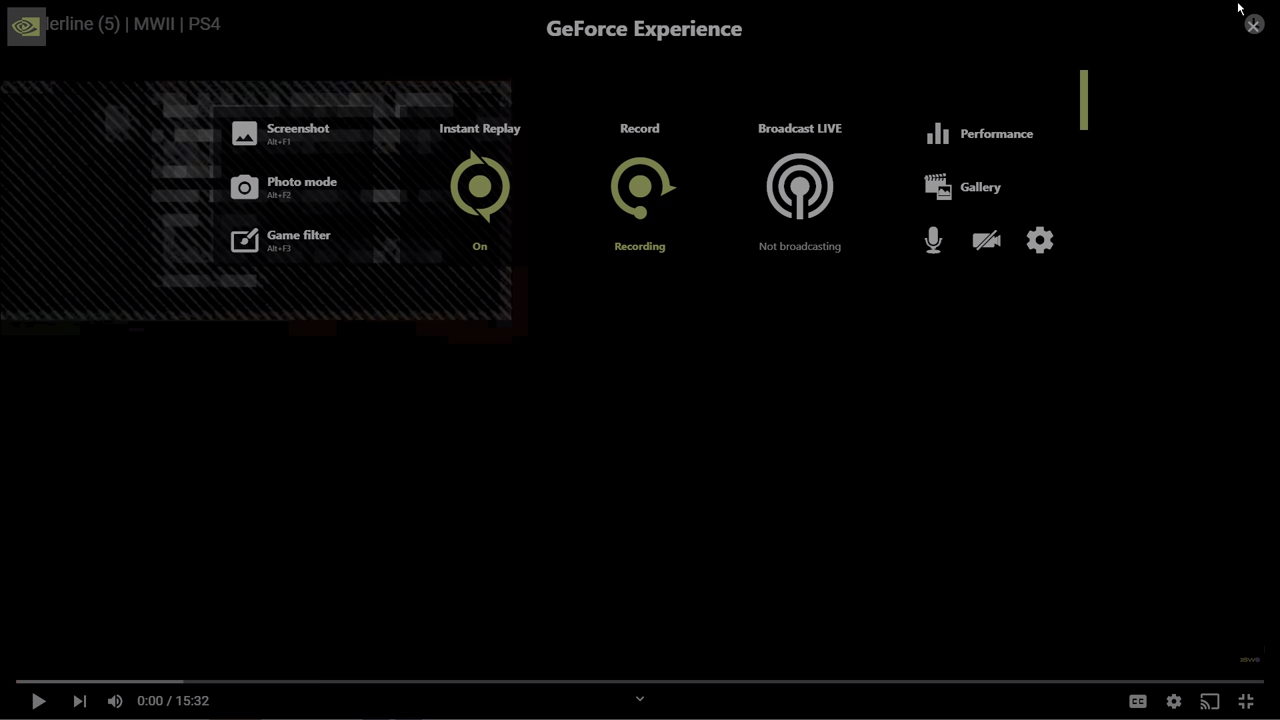 derline (5) | MWII | PS4
GeForce Experience
Screenshot
Alt+F1
Photo mode
Alt+F2
Game filter
Alt+F3
Instant Replay
On
Record
Recording
Broadcast LIVE
Not broadcasting
Performance
Gallery
0:00 / 15:32
CC